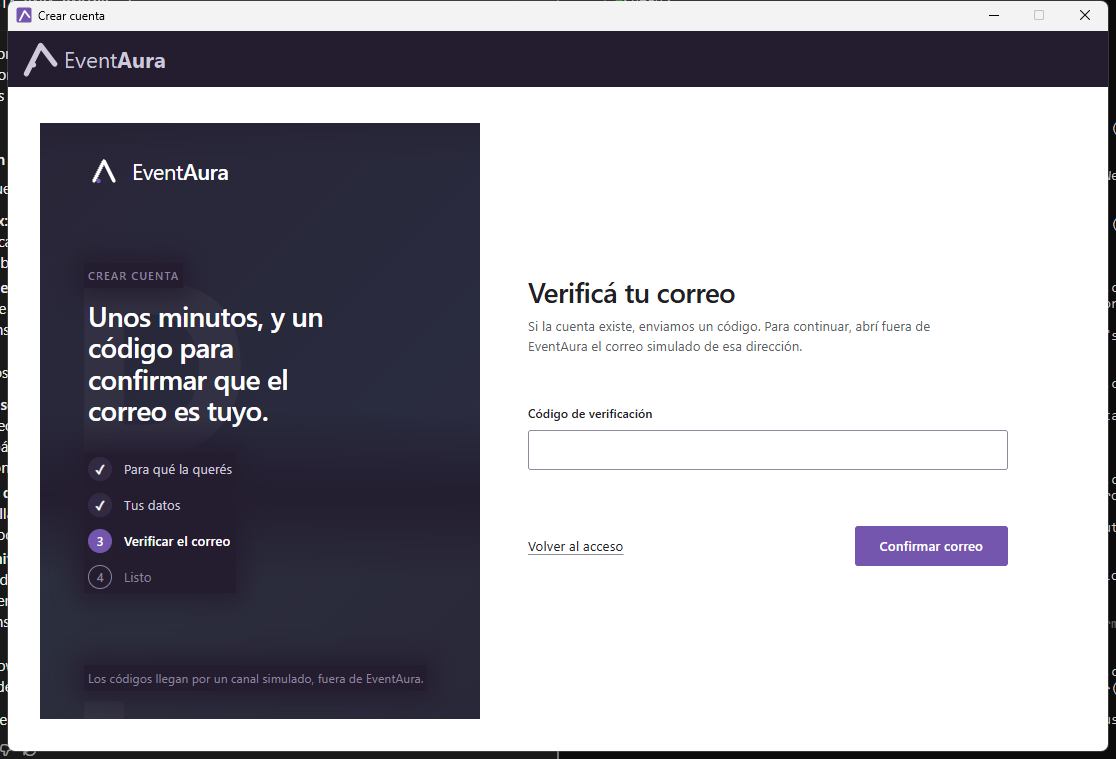 Crear cuenta
EventAura
EventAura
CREAR CUENTA
Unos minutos, y un
código para
confirmar que el
correo es tuyo.
Para qué la querés
Tus datos
3 Verificar el correo
4 Listo
Los códigos llegan por un canal simulado, fuera de EventAura.
Verificá tu correo
Si la cuenta existe, enviamos un código. Para continuar, abrí fuera de
EventAura el correo simulado de esa dirección.
Código de verificación
Volver al acceso
Confirmar correo